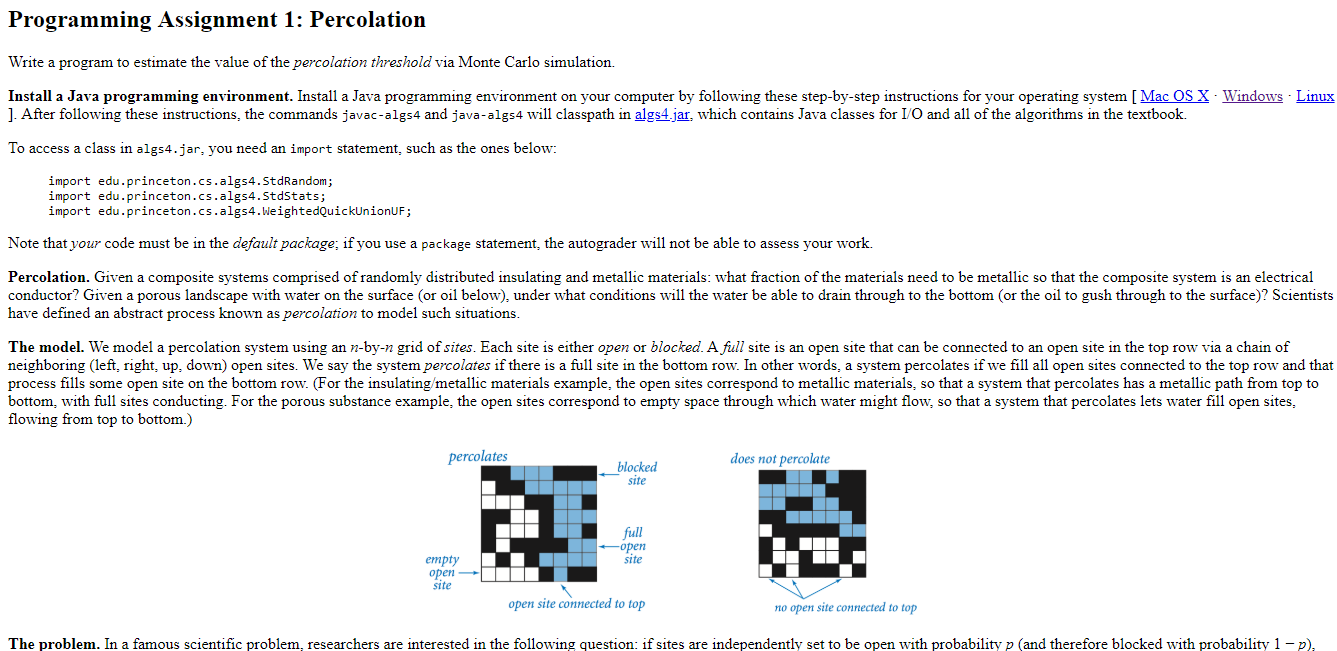 Programming Assignment 1: Percolation
Write a program to estimate the value of the percolation threshold via Monte Carlo simulation.
Install a Java programming environment. Install a Java programming environment on your computer by following these step-by-step instructions for your operating system [ Mac OS X · Windows · Linux
]. After following these instructions, the commands javac-algs4 and java-algs4 will classpath in algs4.jar, which contains Java classes for I/O and all of the algorithms in the textbook.
To access a class in algs4.jar, you need an import statement, such as the ones below:
import edu.princeton.cs.algs4.StdRandom;
import edu.princeton.cs.algs4.StdStats;
import edu.princeton.cs.algs4.WeightedQuickUnionUF;
Note that your code must be in the default package; if you use a package statement, the autograder will not be able to assess your work.
Percolation. Given a composite systems comprised of randomly distributed insulating and metallic materials: what fraction of the materials need to be metallic so that the composite system is an electrical
conductor? Given a porous landscape with water on the surface (or oil below), under what conditions will the water be able to drain through to the bottom (or the oil to gush through to the surface)? Scientists
have defined an abstract process known as percolation to model such situations.
The model. We model a percolation system using an n-by-n grid of sites. Each site is either open or blocked. A full site is an open site that can be connected to an open site in the top row via a chain of
neighboring (left, right, up, down) open sites. We say the system percolates if there is a full site in the bottom row. In other words, a system percolates if we fill all open sites connected to the top row and that
process fills some open site on the bottom row. (For the insulating/metallic materials example, the open sites correspond to metallic materials, so that a system that percolates has a metallic path from top to
bottom, with full sites conducting. For the porous substance example, the open sites correspond to empty space through which water might flow, so that a system that percolates lets water fill open sites,
flowing from top to bottom.)
percolates
blocked
site
full
open
site
empty
open
site
open site connected to top
does not percolate
no open site connected to top
The problem. In a famous scientific problem, researchers are interested in the following question: if sites are independently set to be open with probability p (and therefore blocked with probability 1 − p),